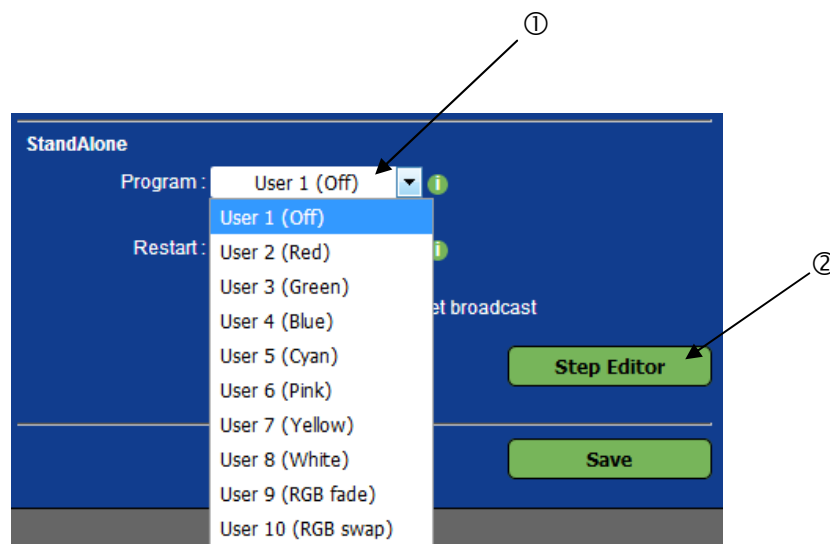 ①
StandAlone
Program : User 1 (Off) i
User 1 (Off)
Restart : i
User 2 (Red)
User 3 (Green)
②
et broadcast
User 4 (Blue)
User 5 (Cyan)
Step Editor
User 6 (Pink)
User 7 (Yellow)
User 8 (White)
Save
User 9 (RGB fade)
User 10 (RGB swap)